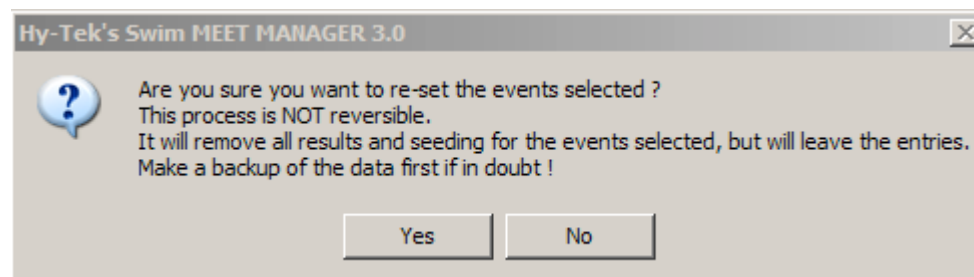 Hy-Tek's Swim MEET MANAGER 3.0
Are you sure you want to re-set the events selected ?
This process is NOT reversible.
It will remove all results and seeding for the events selected, but will leave the entries.
Make a backup of the data first if in doubt !
Yes No